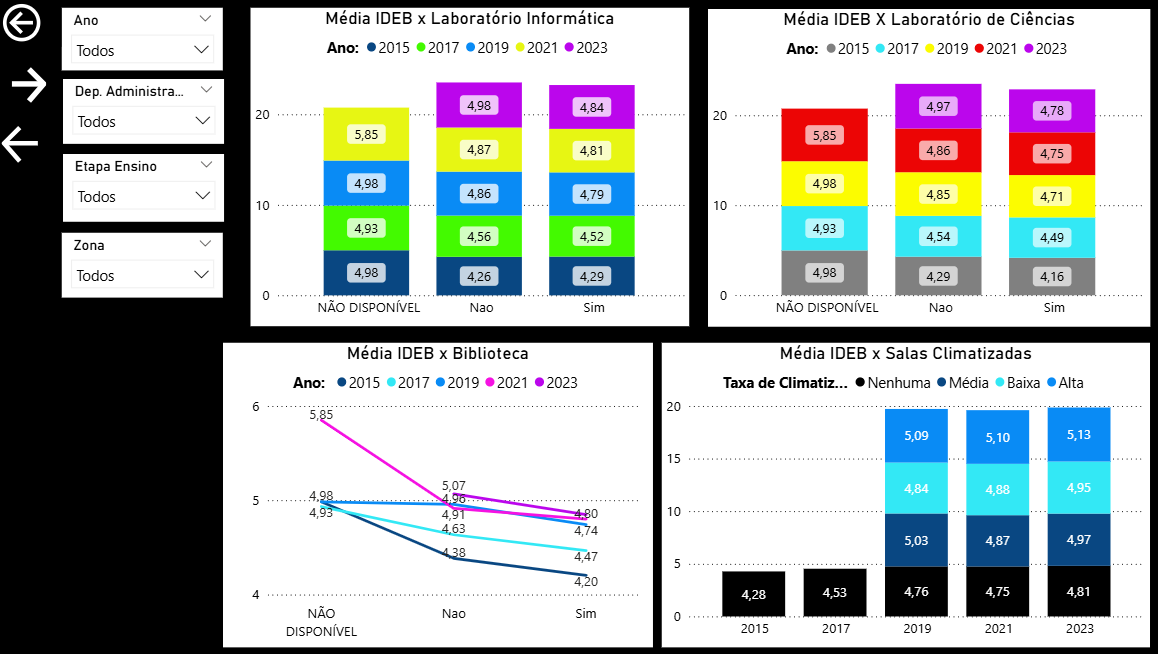 Ano
Todos
Dep. Administra...
Todos
Etapa Ensino
Todos
Zona
Todos
Média IDEB x Laboratório Informática
Ano: 2015 2017 2019 2021 2023
20
10
0
5,85
4,98
4,93
4,98
4,98
4,87
4,86
4,56
4,26
4,84
4,81
4,79
4,52
4,29
NÃO DISPONÍVEL Nao Sim
Média IDEB X Laboratório de Ciências
Ano: 2015 2017 2019 2021 2023
20
10
0
5,85
4,98
4,93
4,98
4,97
4,86
4,85
4,54
4,29
4,78
4,75
4,71
4,49
4,16
NÃO DISPONÍVEL Nao Sim
Média IDEB x Biblioteca
Ano: 2015 2017 2019 2021 2023
6
5
4
5,85
4,98
4,93
5,07
4,96
4,91
4,63
4,38
4,80
4,74
4,47
4,20
NÃO
DISPONÍVEL
Nao
Sim
Média IDEB x Salas Climatizadas
Taxa de Climatiz... Nenhuma Média Baixa Alta
20
15
10
5
0
4,28
4,53
5,09
4,84
5,03
4,76
5,10
4,88
4,87
4,75
5,13
4,95
4,97
4,81
2015 2017 2019 2021 2023